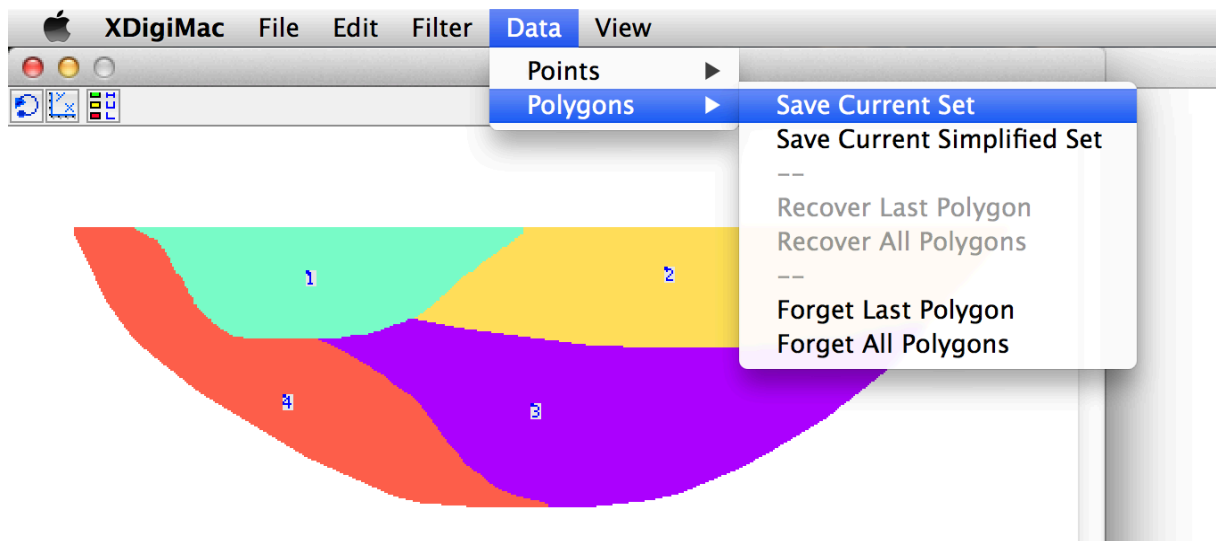 XDigiMac File Edit Filter Data View
Points
Polygons
Save Current Set
Save Current Simplified Set
--
Recover Last Polygon
Recover All Polygons
--
Forget Last Polygon
Forget All Polygons
Y X
1
2
3
4